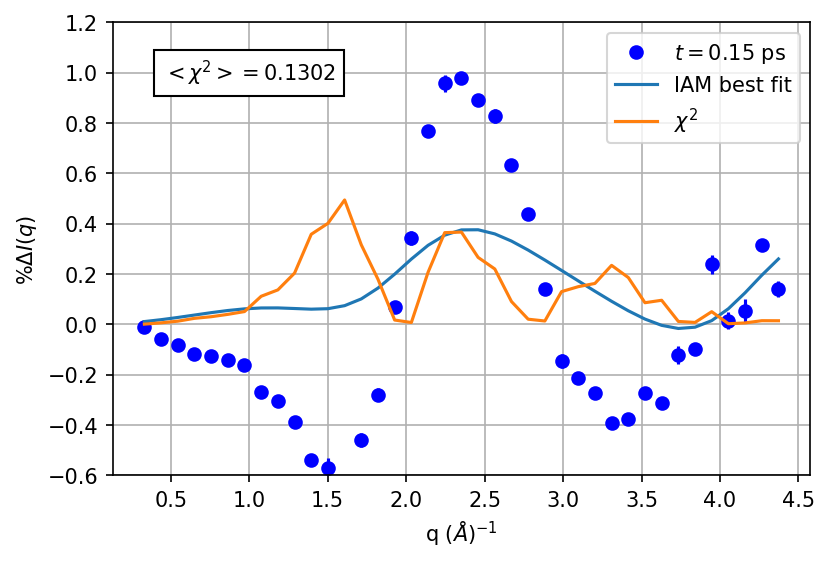 1.2
1.0
0.8
0.6
0.4
0.2
0.0
−0.2
−0.4
−0.6
%ΔI(q)
< χ² > = 0.1302
t = 0.15 ps
IAM best fit
χ²
0.5 1.0 1.5 2.0 2.5 3.0 3.5 4.0 4.5
q (Å)⁻¹